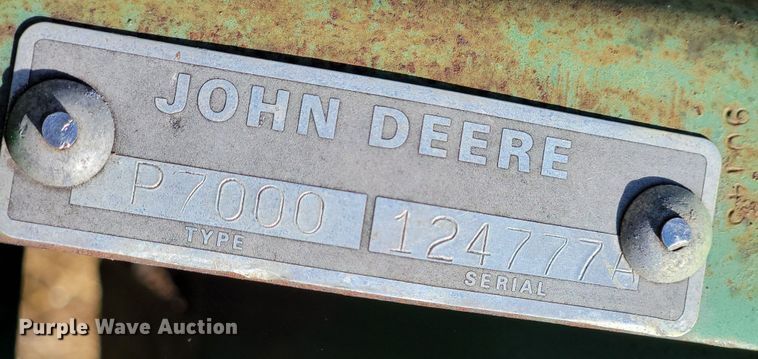 JOHN DEERE
P7000 124777A
TYPE SERIAL
Purple Wave Auction